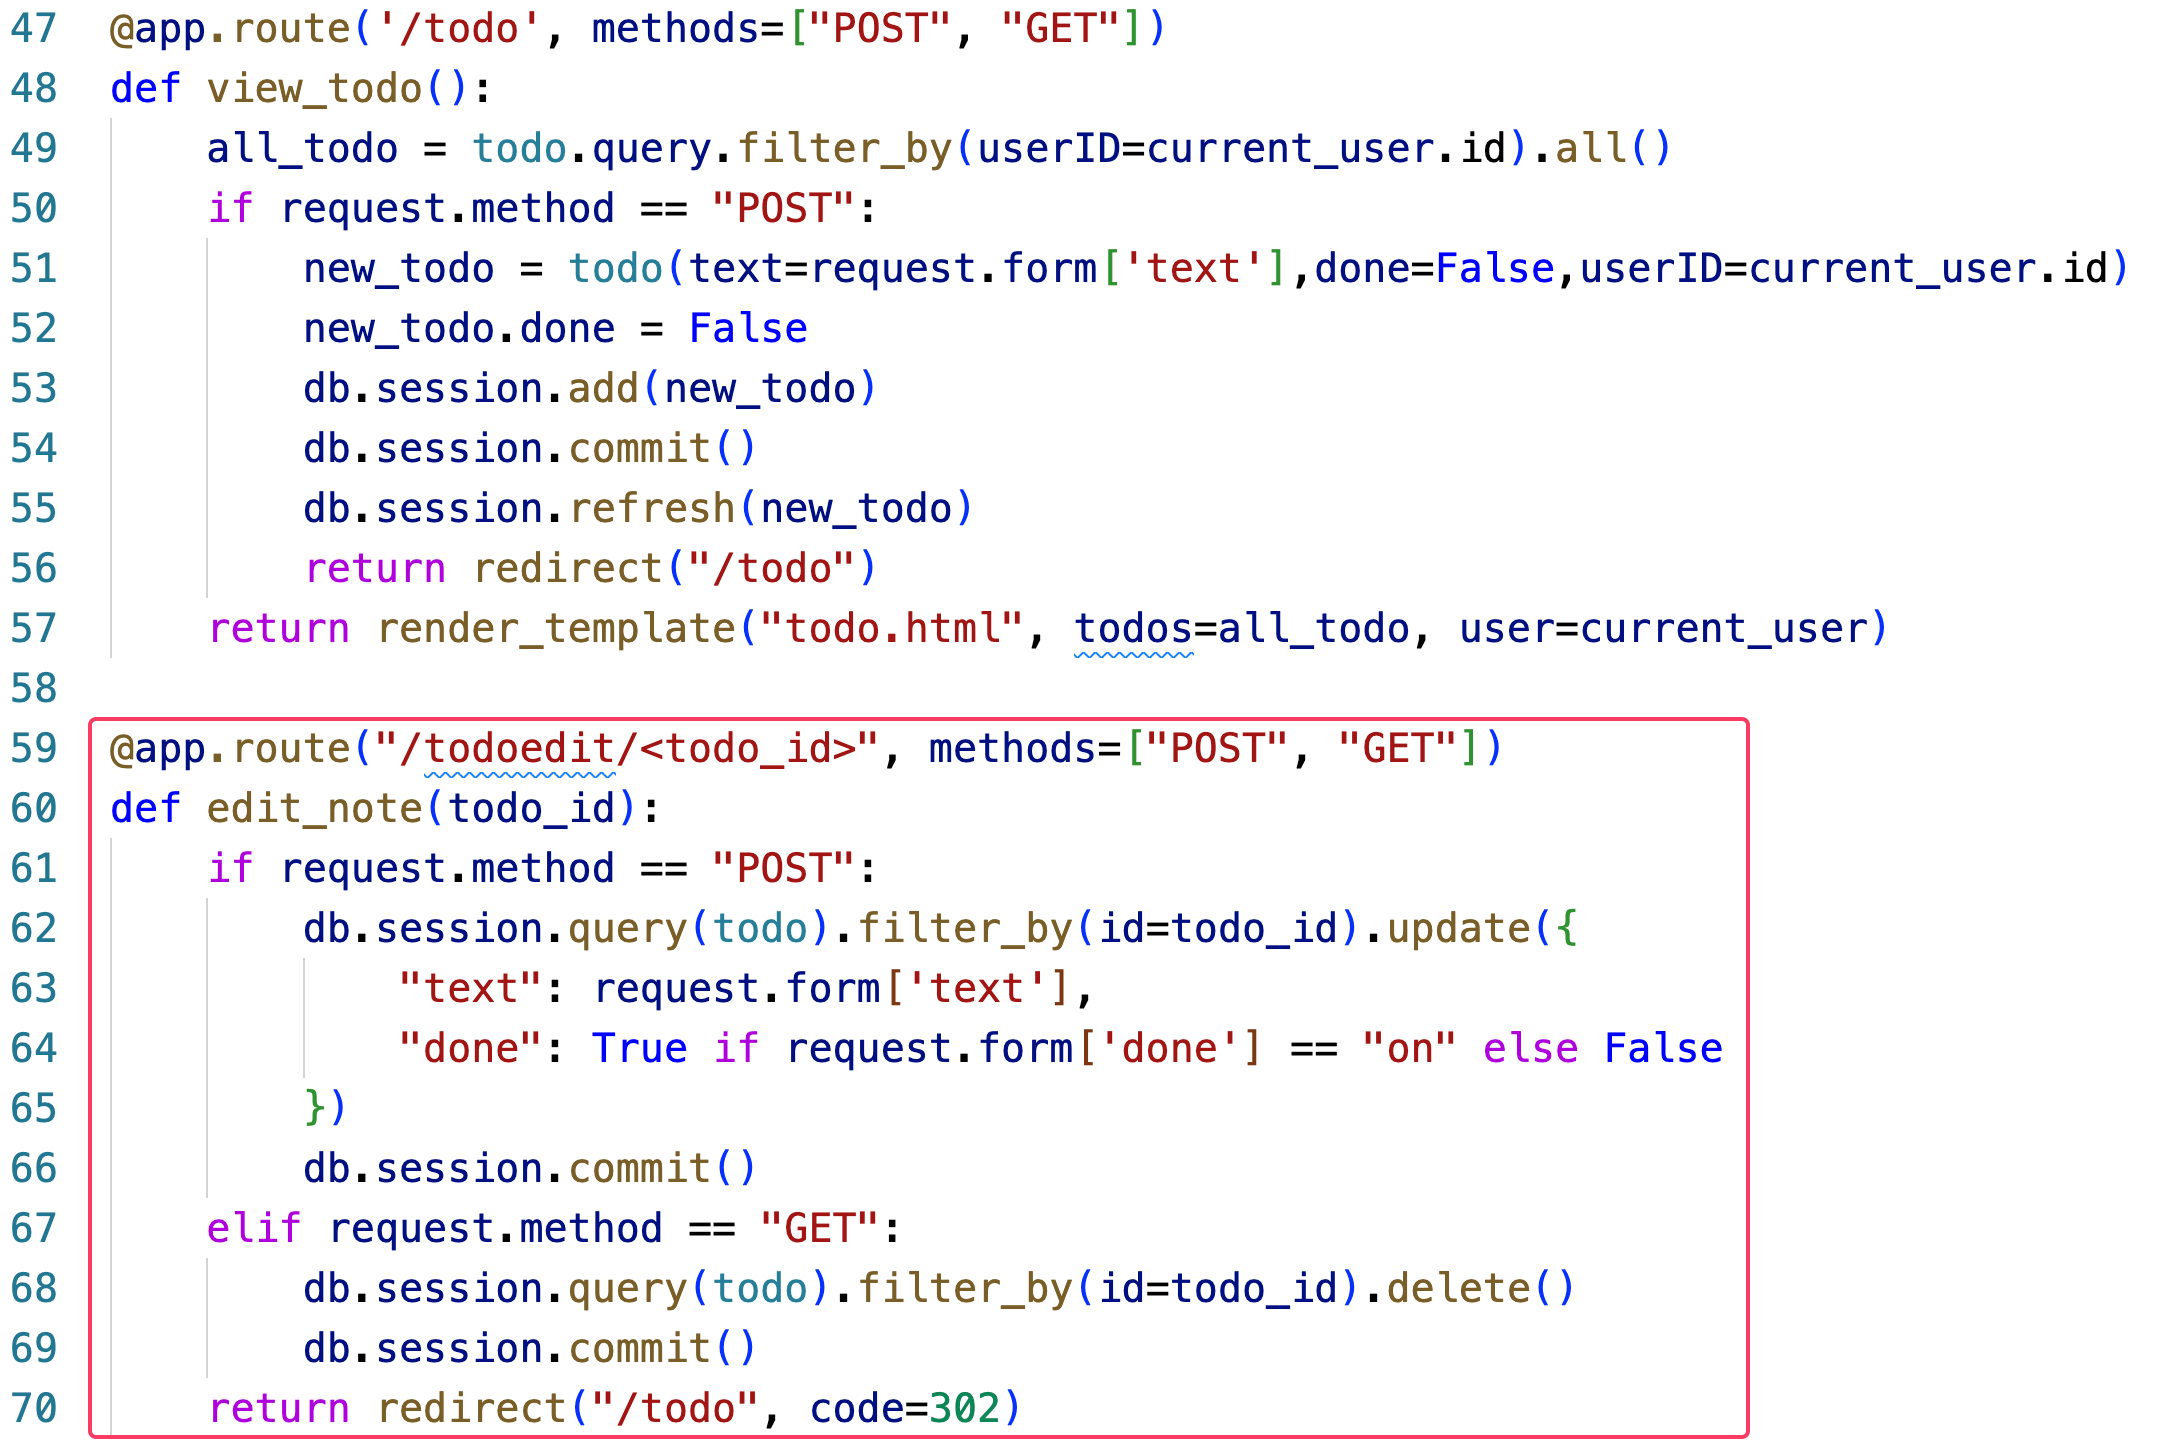 47 @app.route('/todo', methods=["POST", "GET"])
48 def view_todo():
49     all_todo = todo.query.filter_by(userID=current_user.id).all()
50     if request.method == "POST":
51         new_todo = todo(text=request.form['text'],done=False,userID=current_user.id)
52         new_todo.done = False
53         db.session.add(new_todo)
54         db.session.commit()
55         db.session.refresh(new_todo)
56         return redirect("/todo")
57     return render_template("todo.html", todos=all_todo, user=current_user)
58
59 @app.route("/todoedit/<todo_id>", methods=["POST", "GET"])
60 def edit_note(todo_id):
61     if request.method == "POST":
62         db.session.query(todo).filter_by(id=todo_id).update({
63             "text": request.form['text'],
64             "done": True if request.form['done'] == "on" else False
65         })
66         db.session.commit()
67     elif request.method == "GET":
68         db.session.query(todo).filter_by(id=todo_id).delete()
69         db.session.commit()
70     return redirect("/todo", code=302)